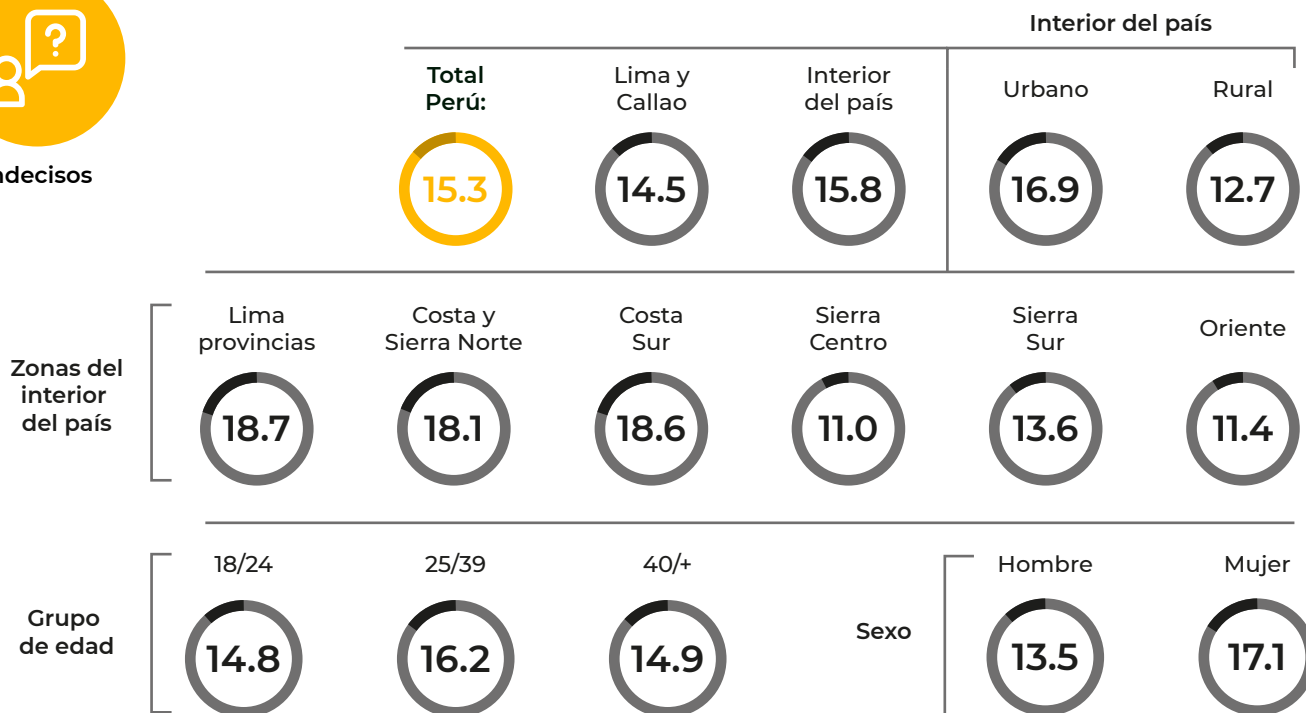 Interior del país
Total
Perú:
Lima y
Callao
Interior
del país
Urbano
Rural
?
15.3
14.5
15.8
16.9
12.7
Zonas del
interior
del país
Lima
provincias
Costa y
Sierra Norte
Costa
Sur
Sierra
Centro
Sierra
Sur
Oriente
18.7
18.1
18.6
11.0
13.6
11.4
Grupo
de edad
18/24
25/39
40/+
14.8
16.2
14.9
Sexo
Hombre
Mujer
13.5
17.1